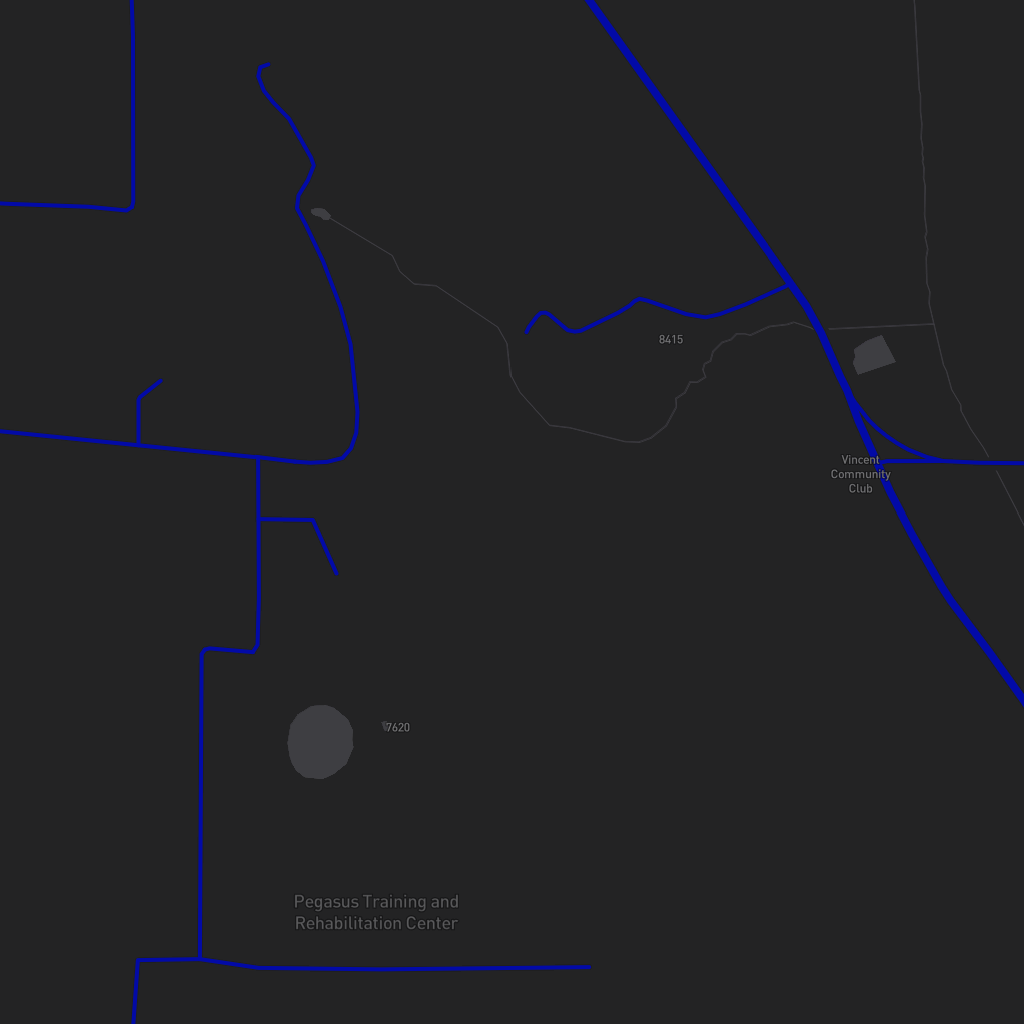 8415
Vincent
Community
Club
7620
Pegasus Training and
Rehabilitation Center